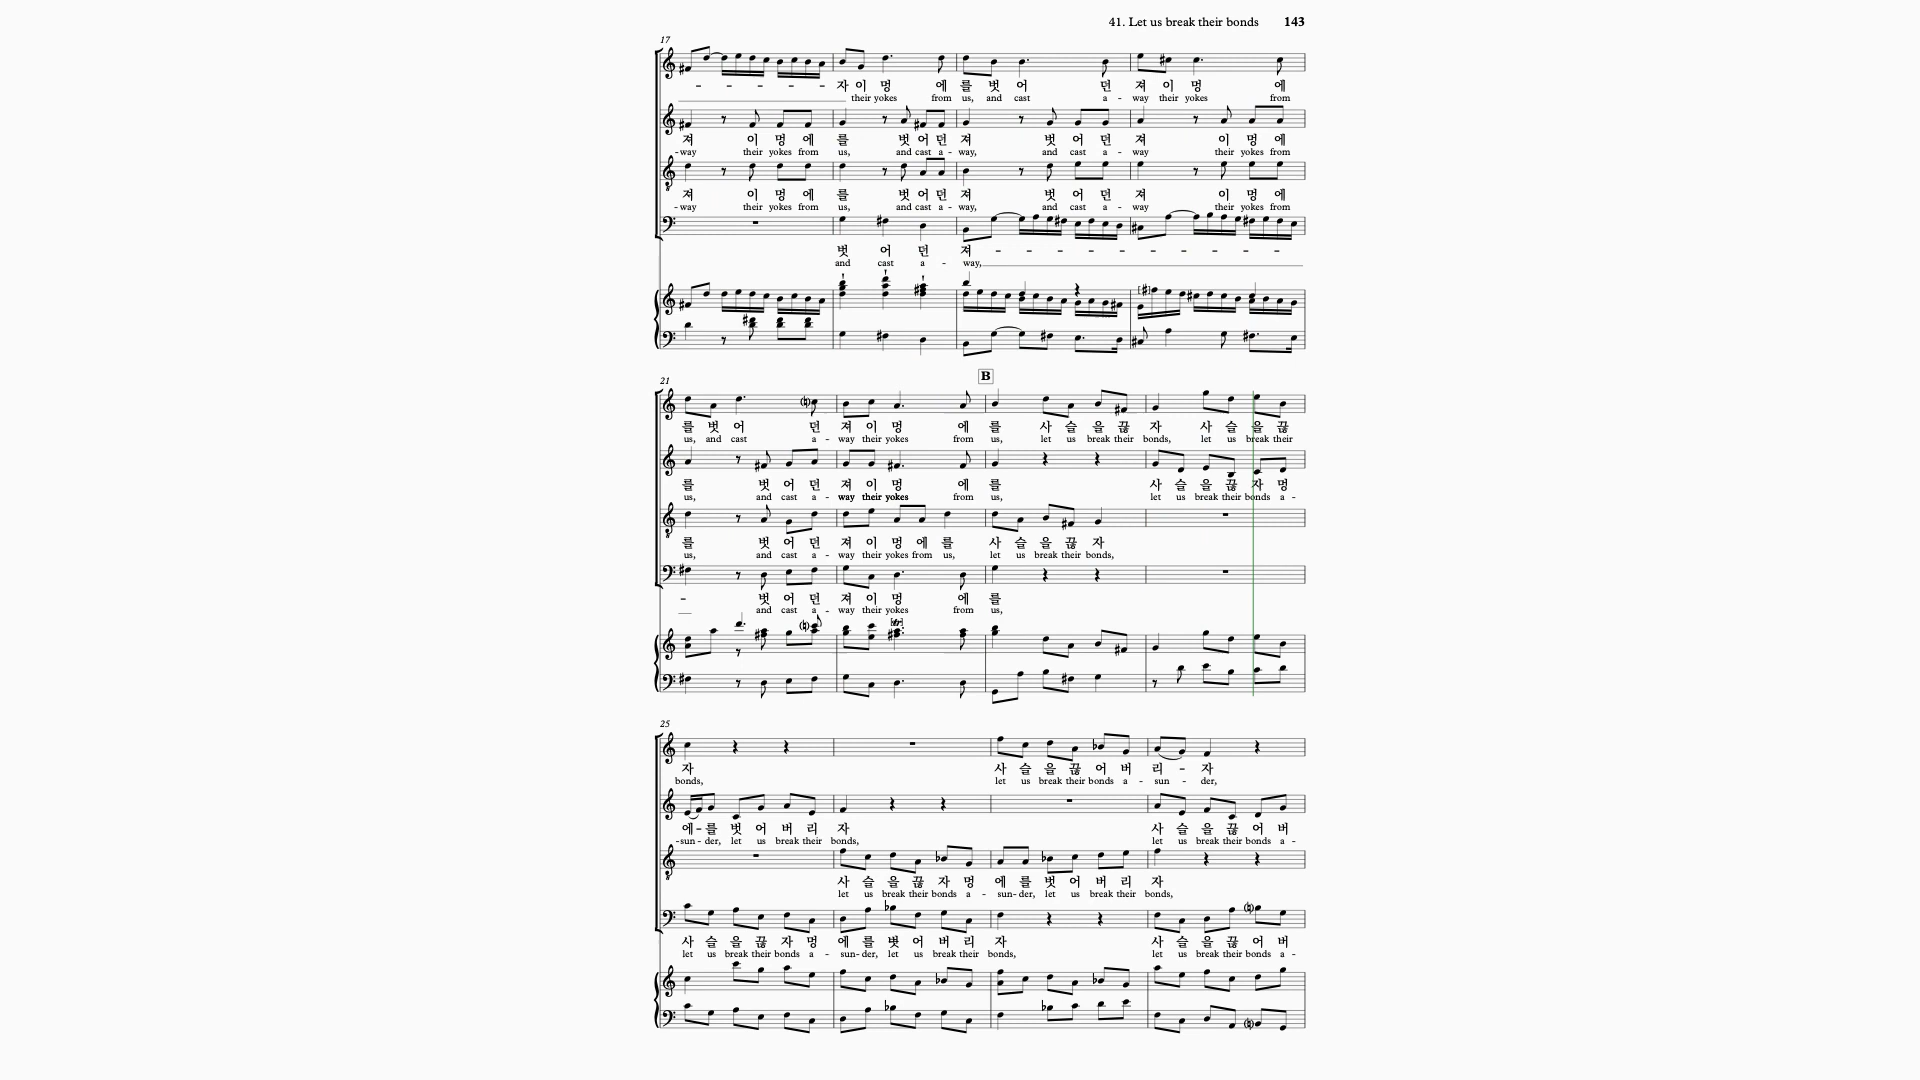 41. Let us break their bonds 143
17
- - - - - - - 자 이 멍 에 를 벗 어 던 져 이 멍 에
their yokes from us, and cast a - way their yokes from
져 이 멍 에 를 벗 어 던 져 벗 어 던 져 이 멍 에
-way their yokes from us, and cast a - way, and cast a - way their yokes from
져 이 멍 에 를 벗 어 던 져 벗 어 던 져 이 멍 에
-way their yokes from us, and cast a - way, and cast a - way their yokes from
벗 어 던 져 - - - - - - - - - -
and cast a - way,
21
B
를 벗 어 던 져 이 멍 에 를 사 슬 을 끊 자 사 슬 을 끊
us, and cast a - way their yokes from us, let us break their bonds, let us break their
를 벗 어 던 져 이 멍 에 를 사 슬 을 끊 자 멍
us, and cast a - way their yokes from us, let us break their bonds a -
를 벗 어 던 져 이 멍 에 를 사 슬 을 끊 자
us, and cast a - way their yokes from us, let us break their bonds,
- 벗 어 던 져 이 멍 에 를
and cast a - way their yokes from us,
25
자 사 슬 을 끊 어 버 리 - 자
bonds, let us break their bonds a - sun - der,
에 - 를 벗 어 버 리 자 사 슬 을 끊 어 버
-sun - der, let us break their bonds, let us break their bonds a -
사 슬 을 끊 자 멍 에 를 벗 어 버 리 자
let us break their bonds a - sun- der, let us break their bonds,
사 슬 을 끊 자 멍 에 를 벗 어 버 리 자 사 슬 을 끊 어 버
let us break their bonds a - sun- der, let us break their bonds, let us break their bonds a -